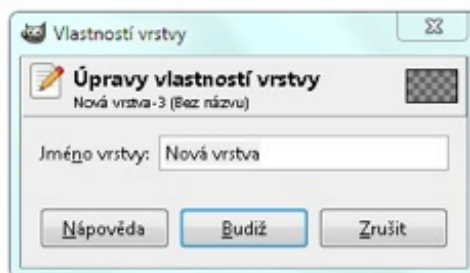 Vlastností vrstvy
Úpravy vlastností vrstvy
Nová vrstva-3 (Bez názvu)
Jméno vrstvy: Nová vrstva
Nápověda Budiž Zrušit